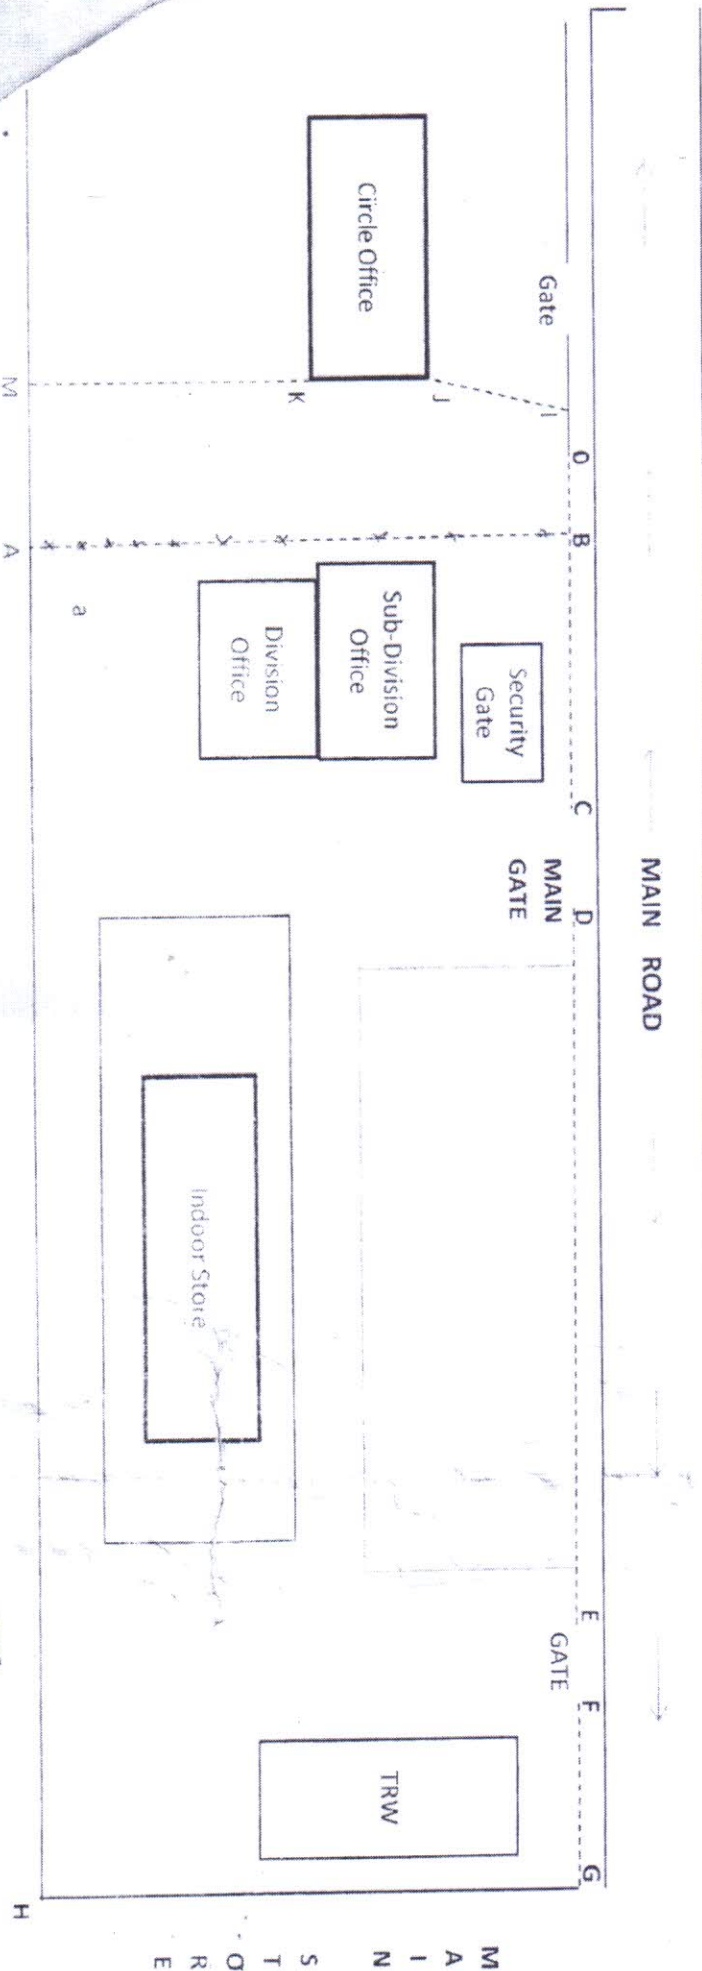 MAIN ROAD
Gate
I
O
B
C
MAIN
GATE
D
E
GATE
F
G
Circle Office
J
K
M
A
a
Security
Gate
Sub-Division
Office
Division
Office
Indoor Store
TRW
H
MAIN
STORE